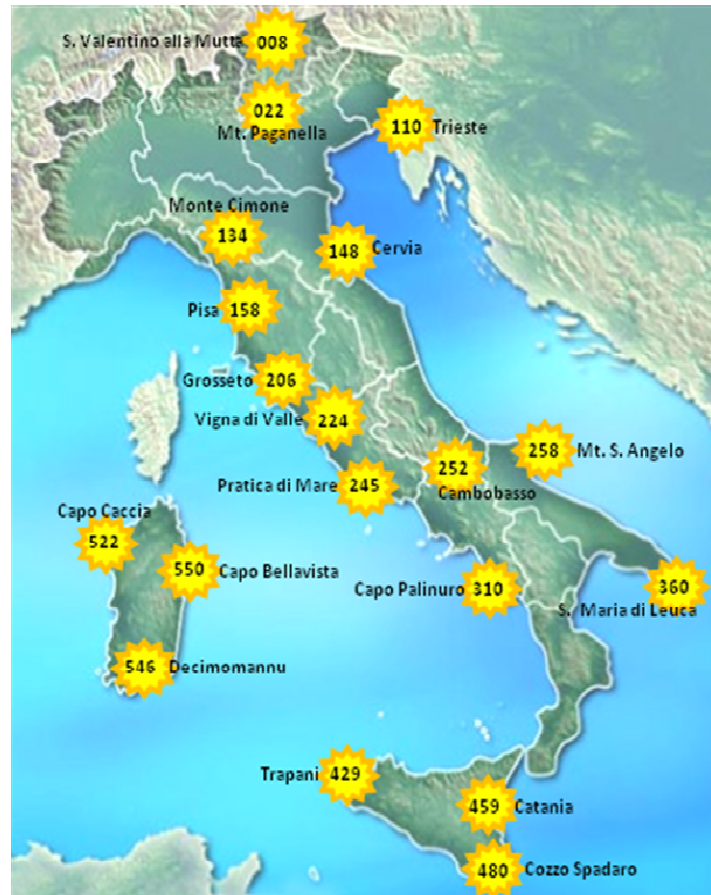 S. Valentino alla Mutta 008
022
Mt. Paganella
110 Trieste
Monte Cimone
134
148 Cervia
Pisa 158
Grosseto 206
Vigna di Valle 224
258 Mt. S. Angelo
252
Cambobasso
Pratica di Mare 245
Capo Caccia
522
550 Capo Bellavista
Capo Palinuro 310
360
S. Maria di Leuca
546 Decimomannu
Trapani 429
459 Catania
480 Cozzo Spadaro